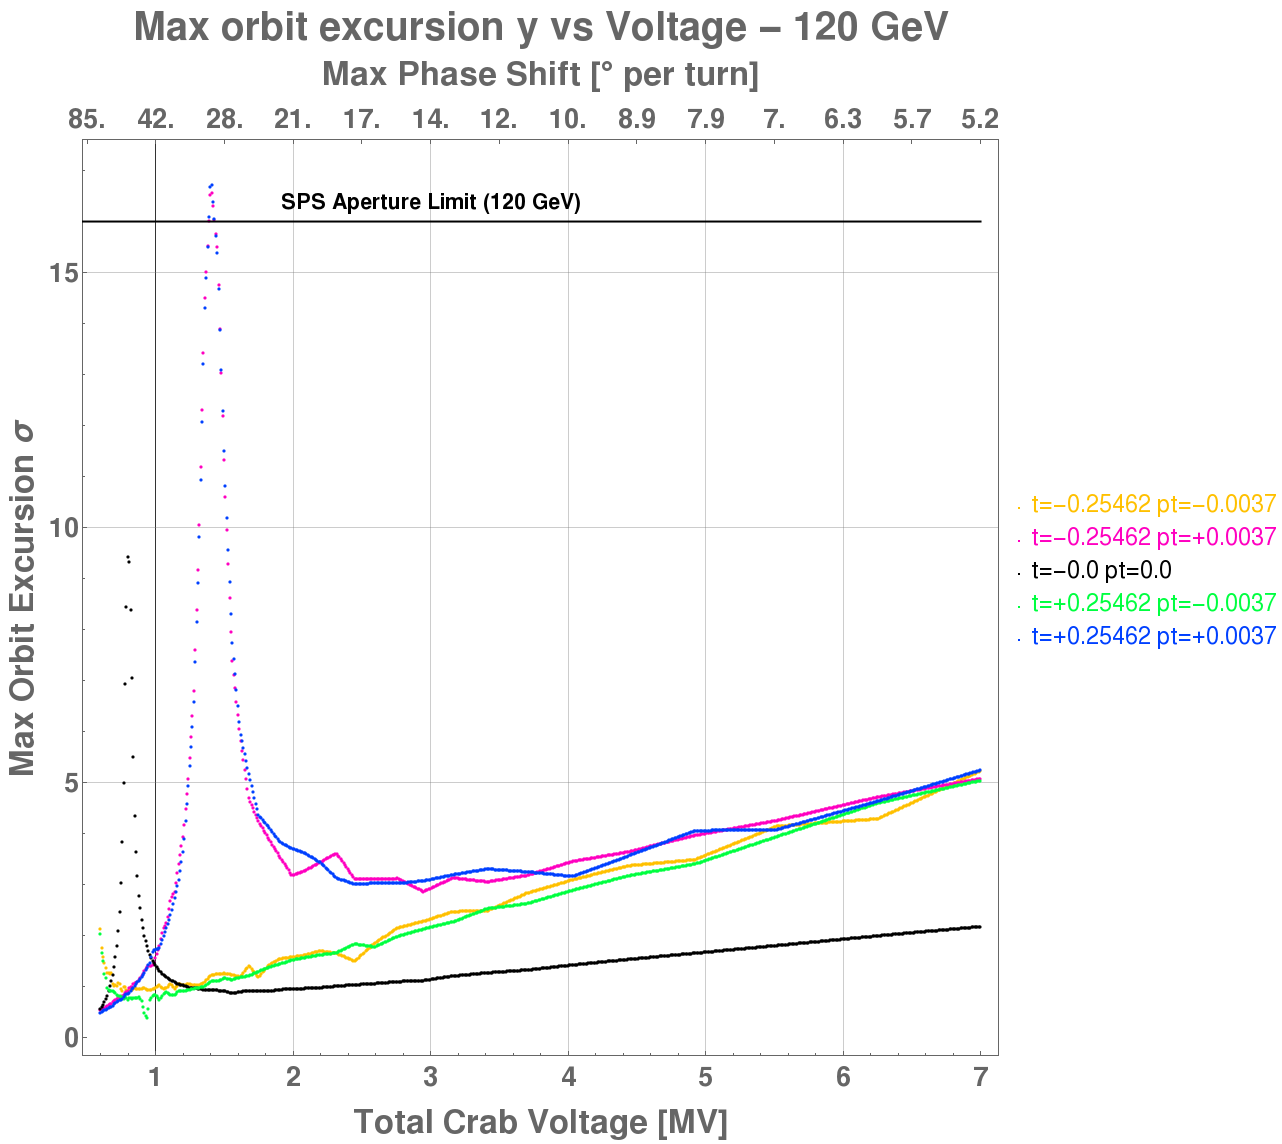 Max orbit excursion y vs Voltage – 120 GeV
Max Phase Shift [° per turn]
85. 42. 28. 21. 17. 14. 12. 10. 8.9 7.9 7. 6.3 5.7 5.2
SPS Aperture Limit (120 GeV)
15
10
5
0
Max Orbit Excursion σ
t=−0.25462 pt=−0.0037
t=−0.25462 pt=+0.0037
t=−0.0 pt=0.0
t=+0.25462 pt=−0.0037
t=+0.25462 pt=+0.0037
1 2 3 4 5 6 7
Total Crab Voltage [MV]